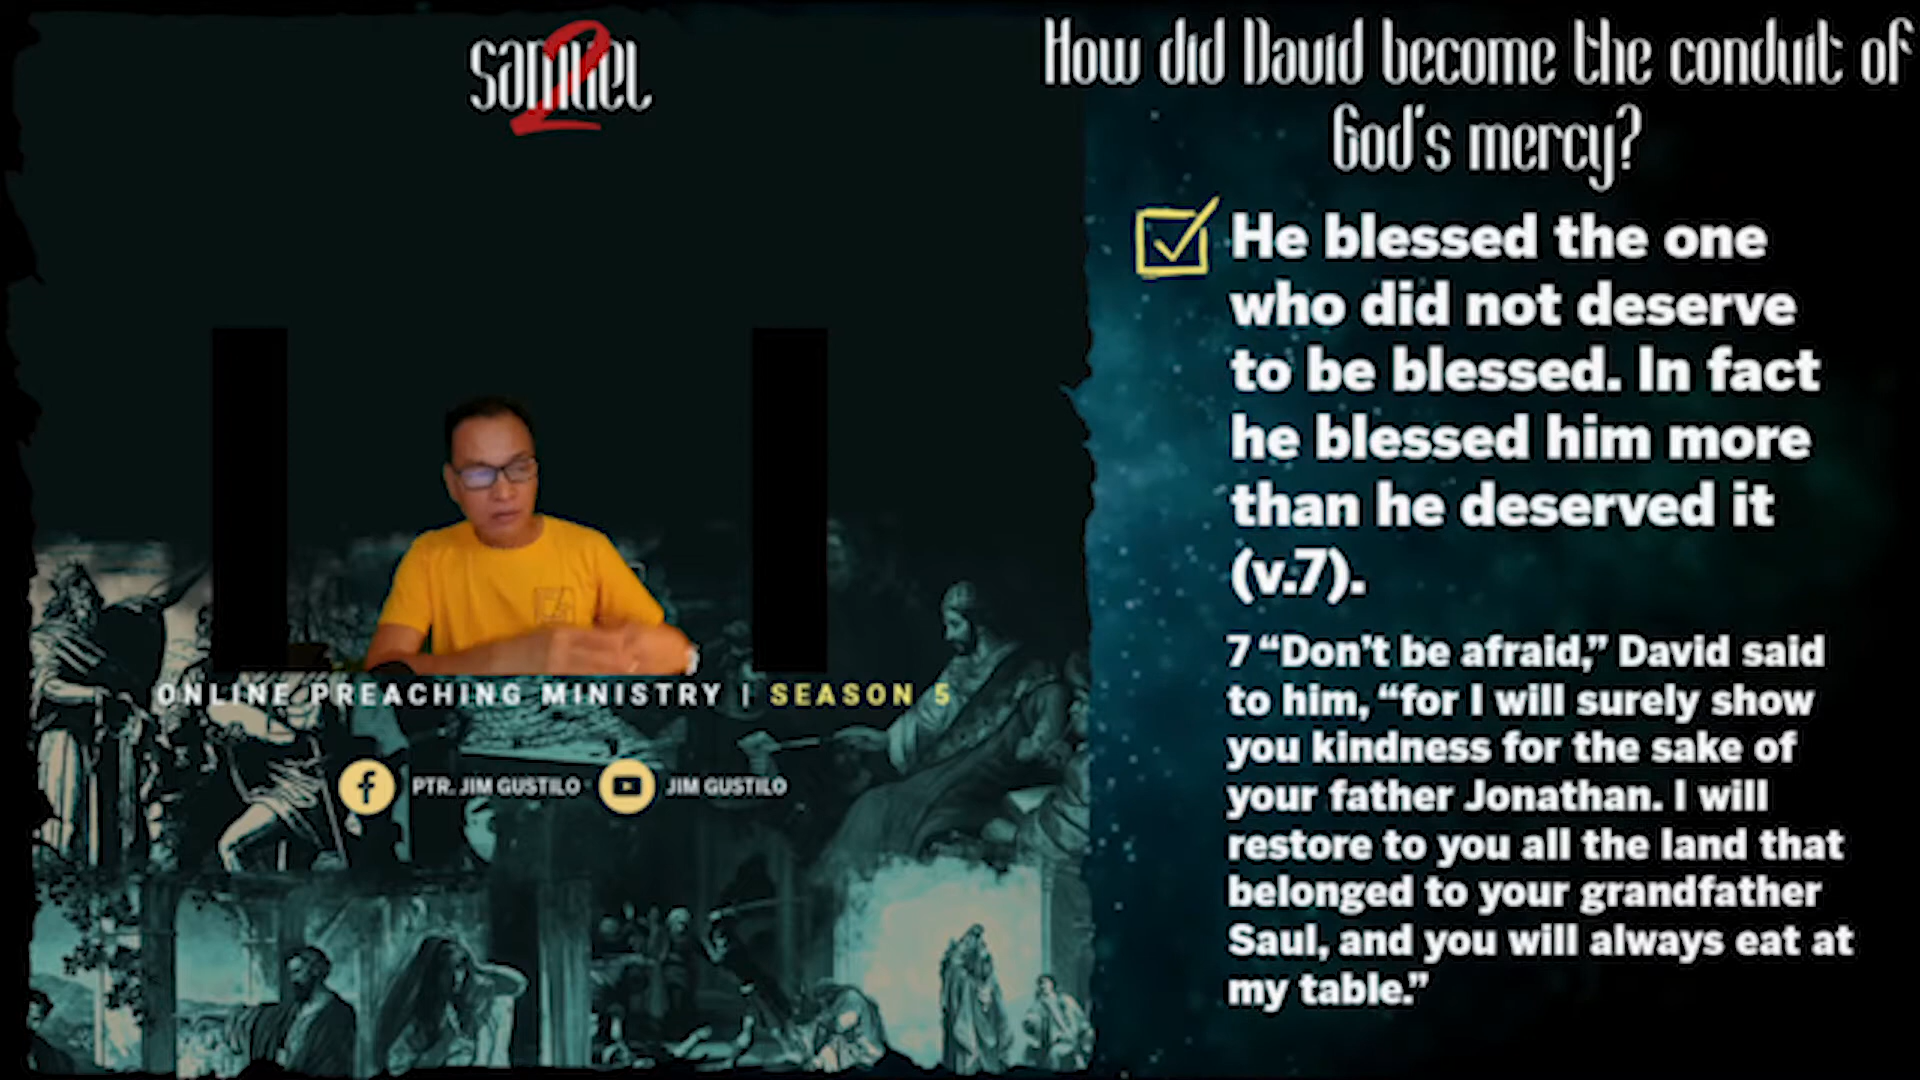 Samuel
2
How did David become the conduit of
God's mercy?
He blessed the one
who did not deserve
to be blessed. In fact
he blessed him more
than he deserved it
(v.7).
7 “Don’t be afraid,” David said
to him, “for I will surely show
you kindness for the sake of
your father Jonathan. I will
restore to you all the land that
belonged to your grandfather
Saul, and you will always eat at
my table.”
ONLINE PREACHING MINISTRY | SEASON 5
PTR. JIM GUSTILO
JIM GUSTILO